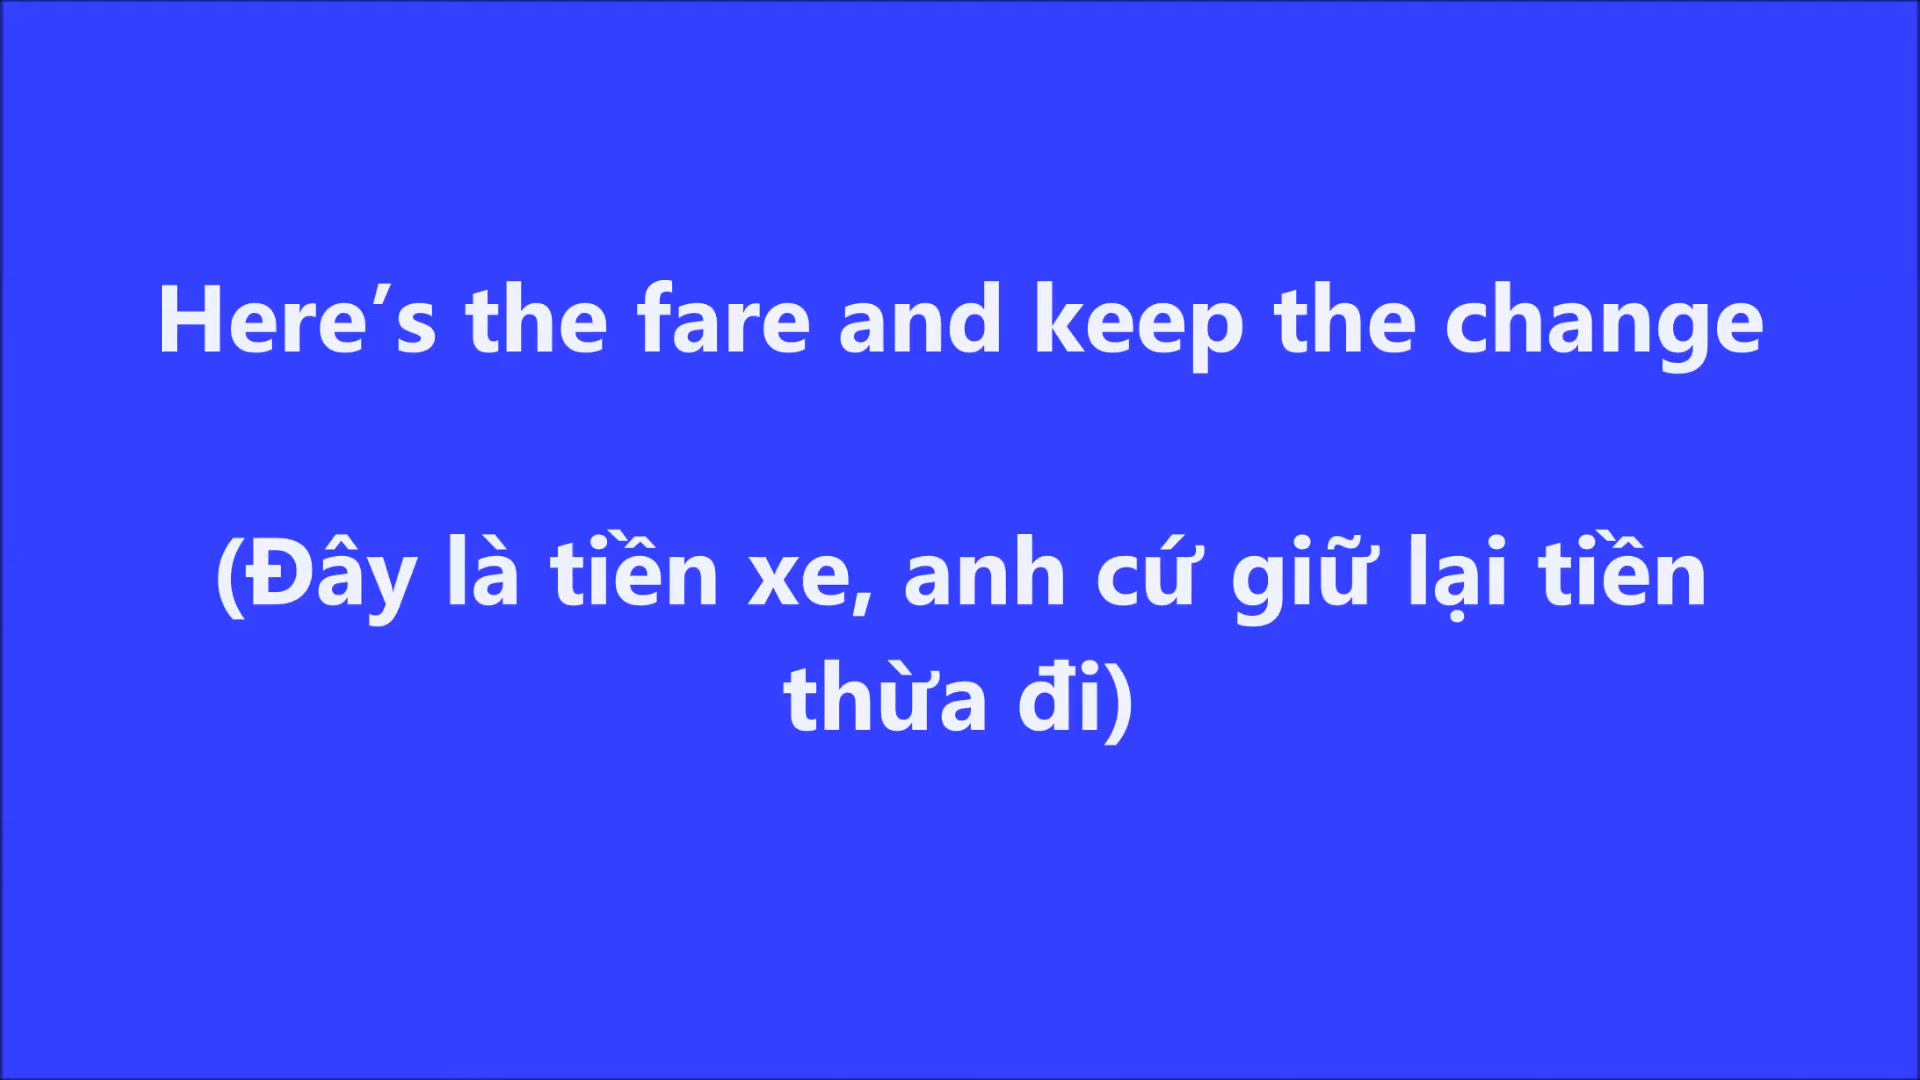 Here’s the fare and keep the change
(Đây là tiền xe, anh cứ giữ lại tiền
thừa đi)